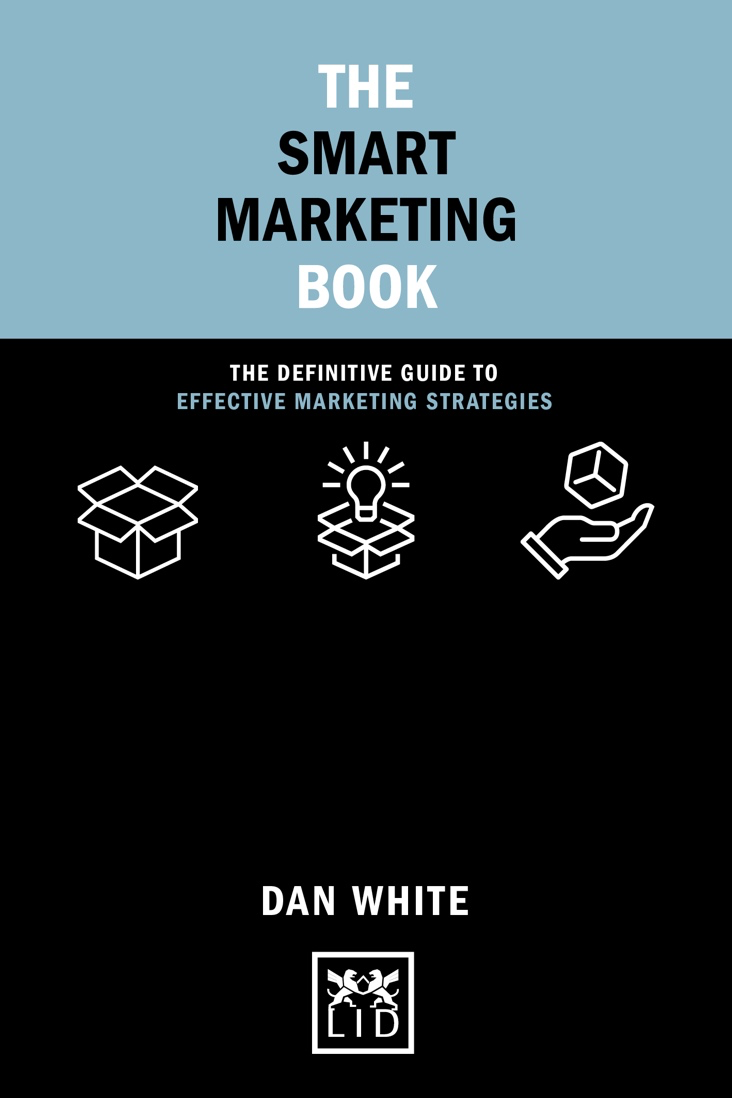 THE
SMART
MARKETING
BOOK
THE DEFINITIVE GUIDE TO
EFFECTIVE MARKETING STRATEGIES
DAN WHITE
LID